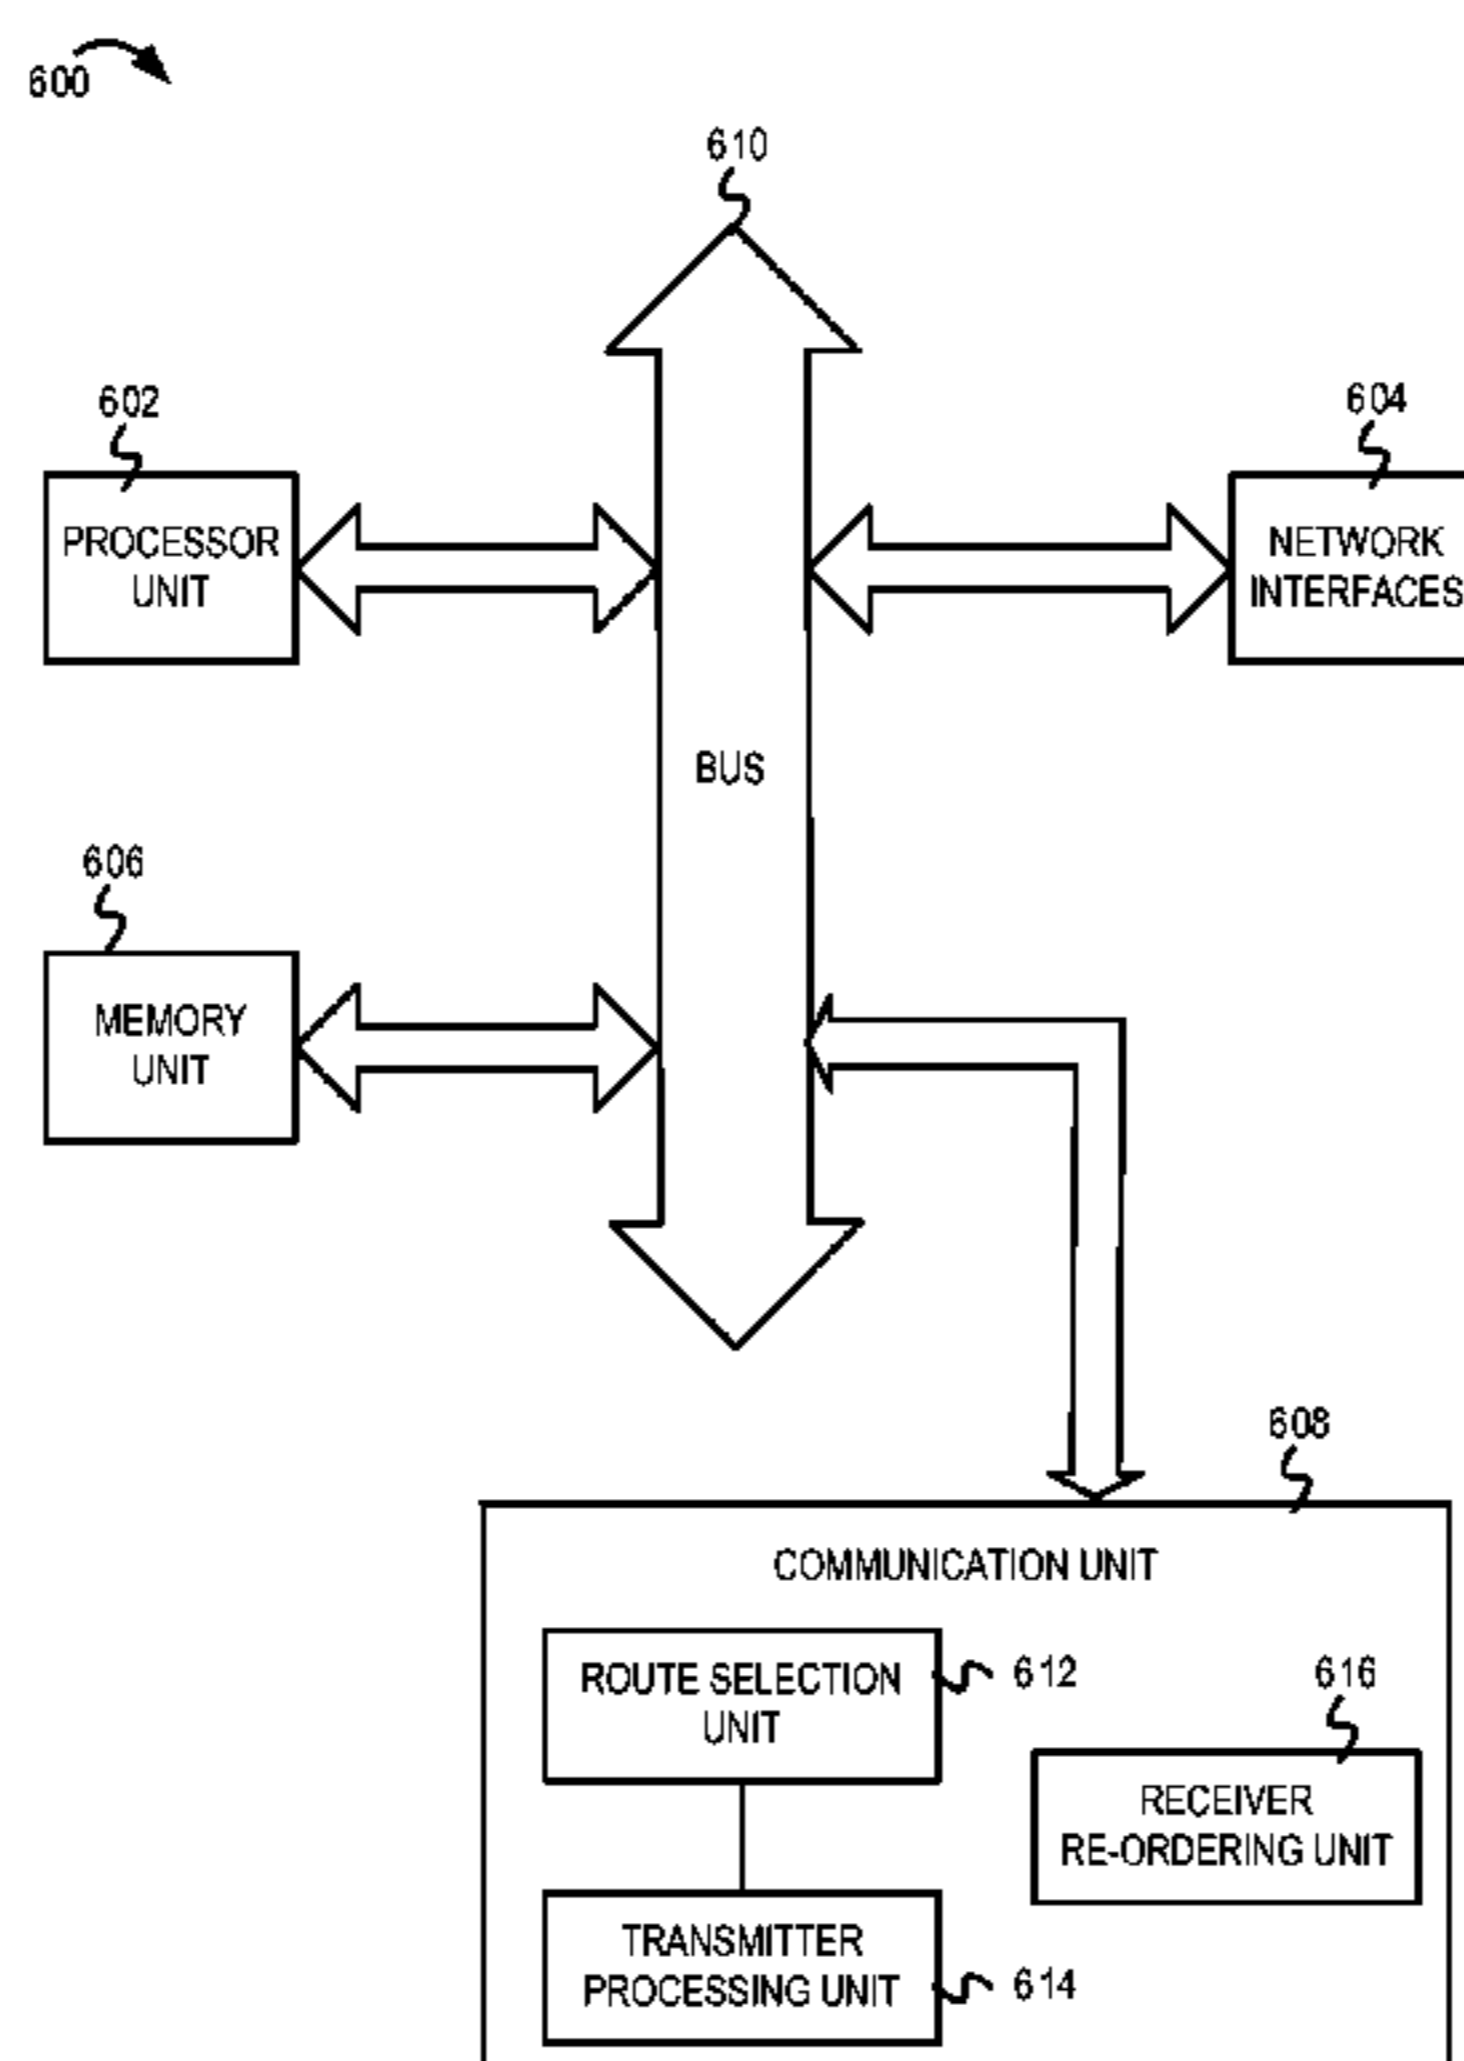 600
610
602
604
PROCESSOR
UNIT
NETWORK
INTERFACES
BUS
606
MEMORY
UNIT
608
COMMUNICATION UNIT
ROUTE SELECTION
UNIT
612
616
RECEIVER
RE-ORDERING UNIT
TRANSMITTER
PROCESSING UNIT
614